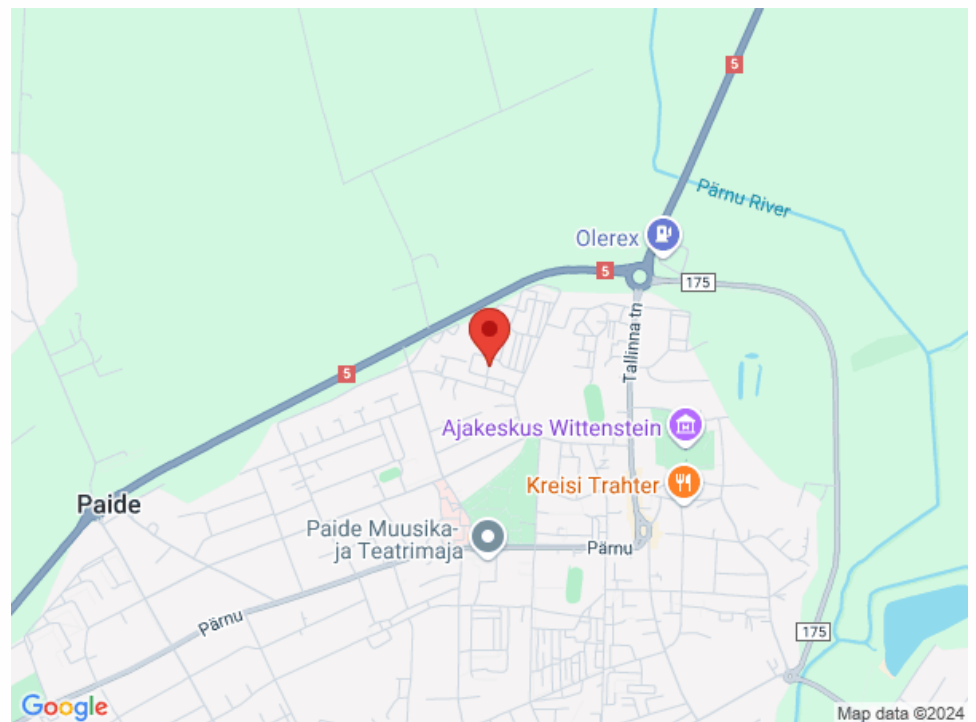 5
Pärnu River
Olerex
5
175
Tallinna tn
5
Ajakeskus Wittenstein
Kreisi Trahter
Paide
Paide Muusika-
ja Teatrimaja
Pärnu
Pärnu
175
Google
Map data ©2024